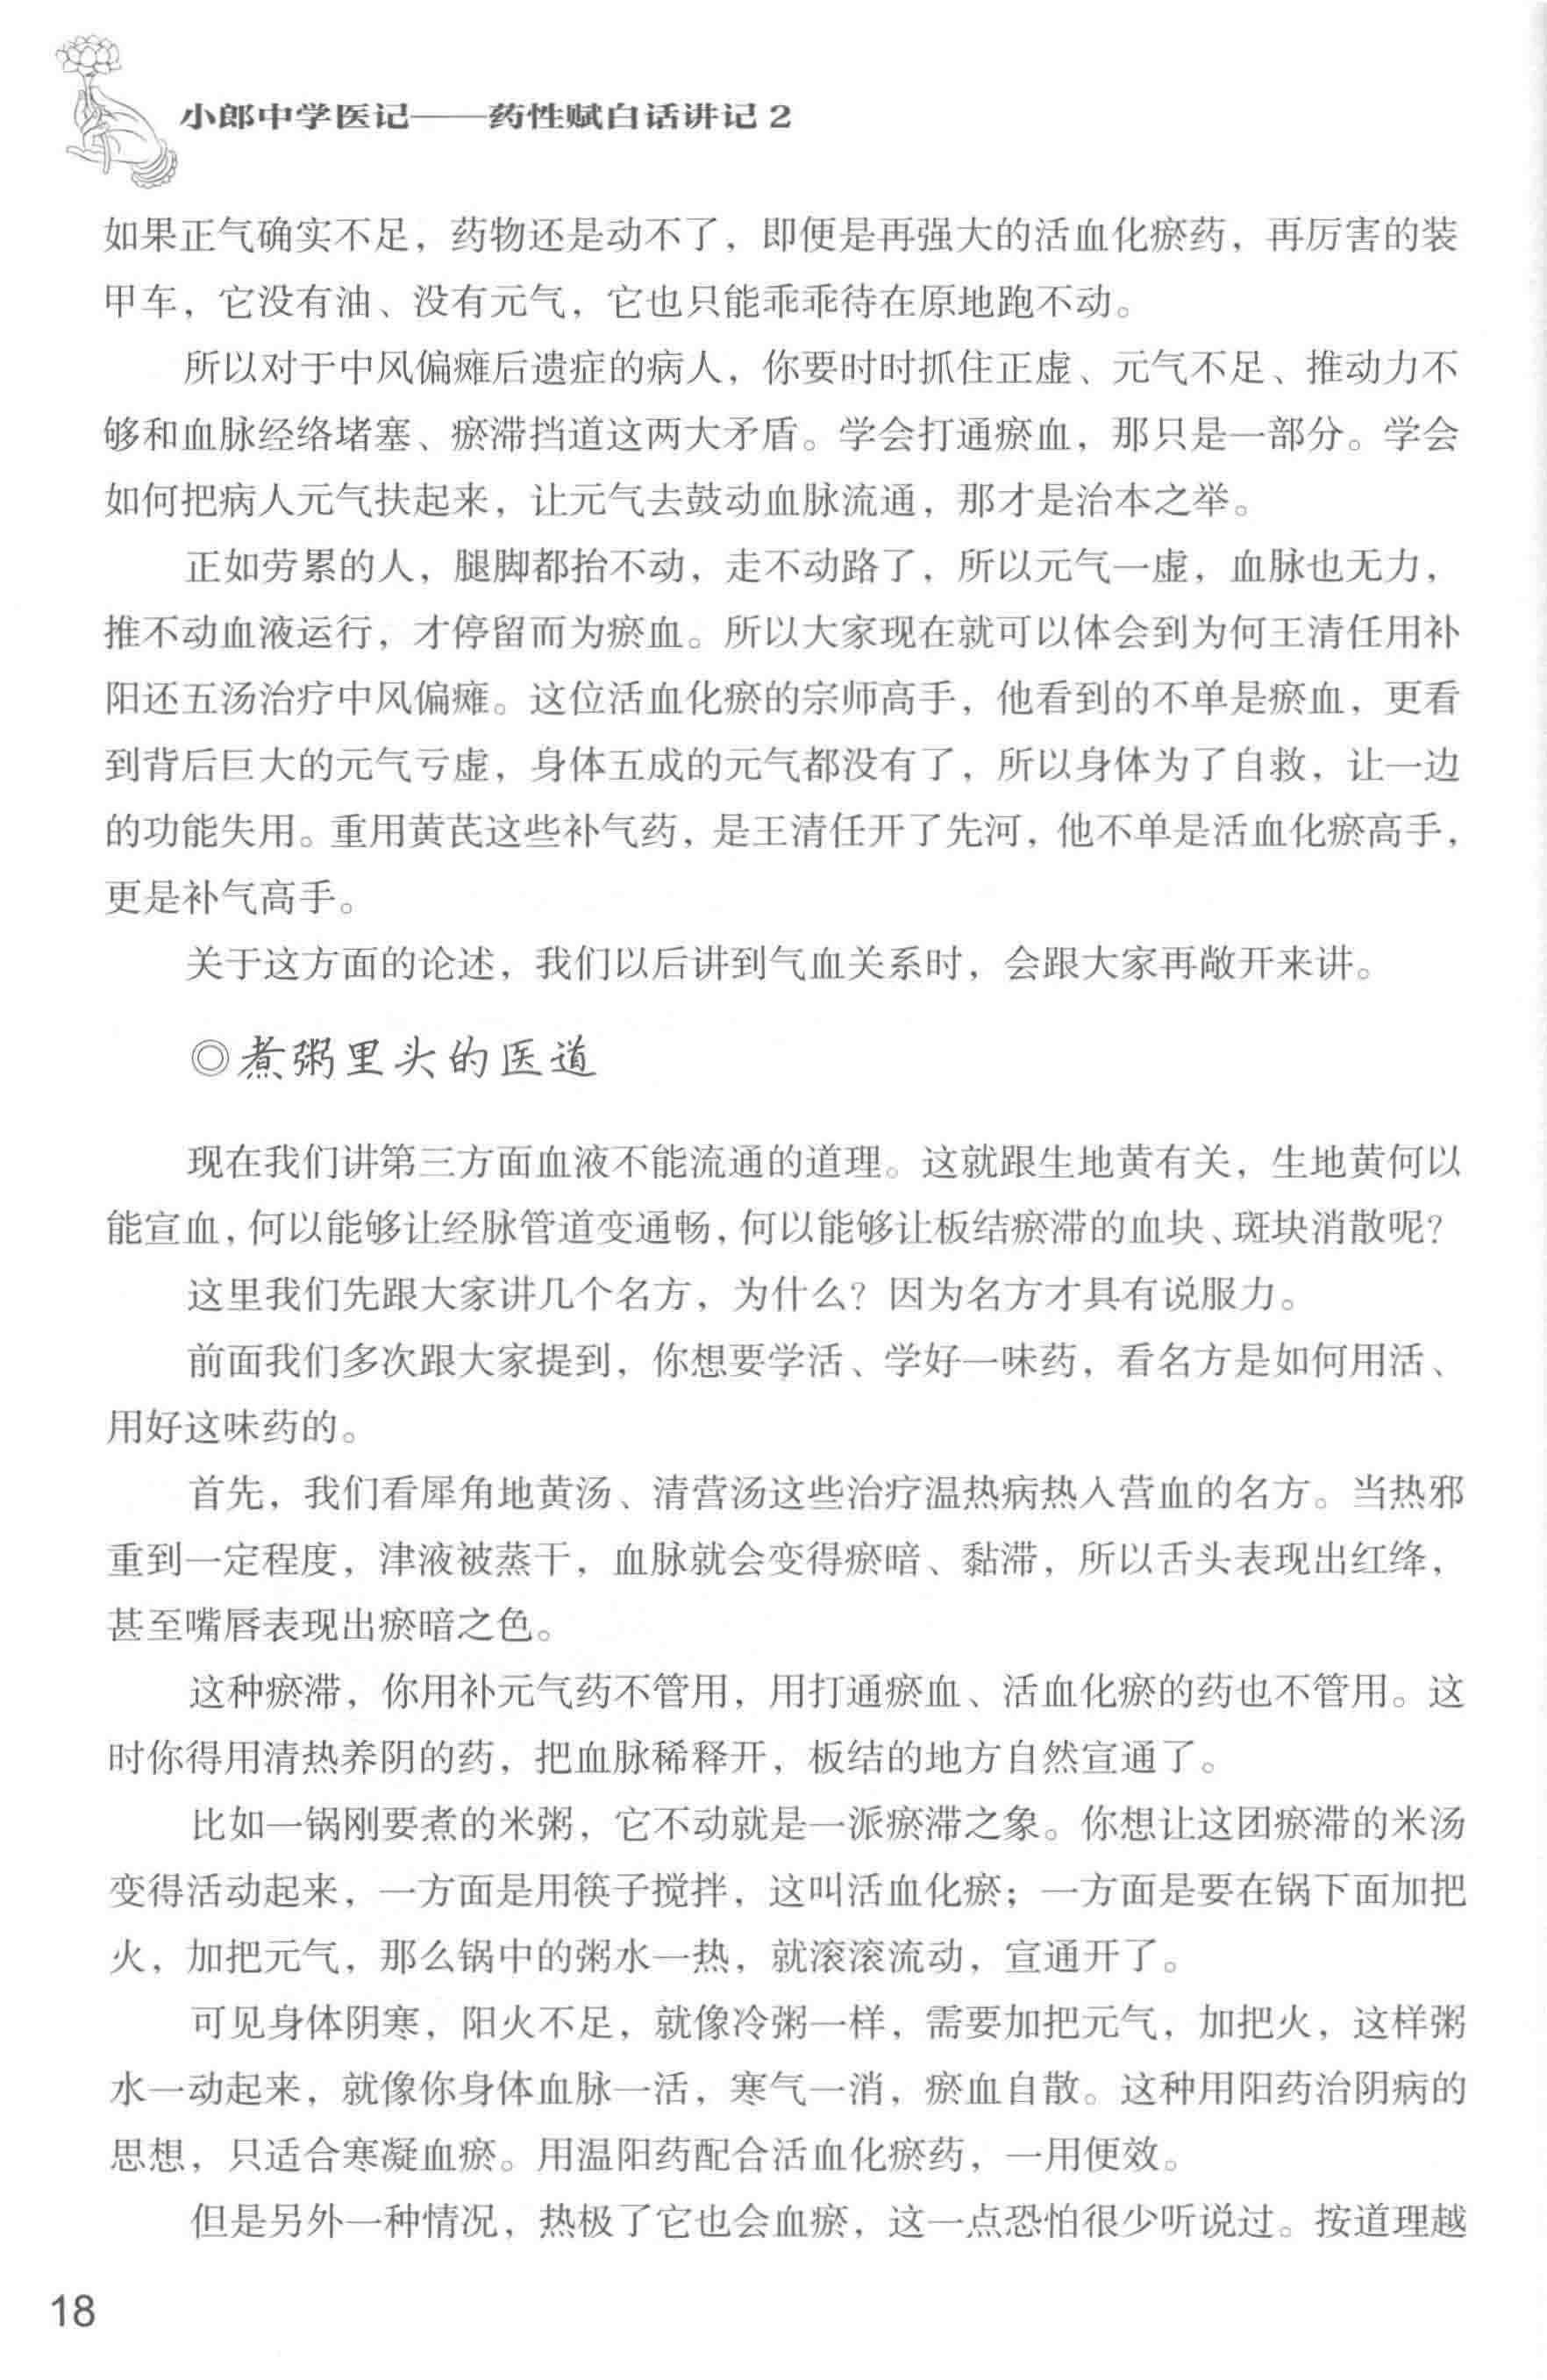 小郎中学医记——药性赋白话讲记2
如果正气确实不足，药物还是动不了，即便是再强大的活血化瘀药，再厉害的装
甲车，它没有油、没有元气，它也只能乖乖待在原地跑不动。
所以对于中风偏瘫后遗症的病人，你要时时抓住正虚、元气不足、推动力不
够和血脉经络堵塞、瘀滞挡道这两大矛盾。学会打通瘀血，那只是一部分。学会
如何把病人元气扶起来，让元气去鼓动血脉流通，那才是治本之举。
正如劳累的人，腿脚都抬不动，走不动路了，所以元气一虚，血脉也无力，
推不动血液运行，才停留而为瘀血。所以大家现在就可以体会到为何王清任用补
阳还五汤治疗中风偏瘫。这位活血化瘀的宗师高手，他看到的不单是瘀血，更看
到背后巨大的元气亏虚，身体五成的元气都没有了，所以身体为了自救，让一边
的功能失用。重用黄芪这些补气药，是王清任开了先河，他不单是活血化瘀高手，
更是补气高手。
关于这方面的论述，我们以后讲到气血关系时，会跟大家再敞开来讲。
◎煮粥里头的医道
现在我们讲第三方面血液不能流通的道理。这就跟生地黄有关，生地黄何以
能宣血，何以能够让经脉管道变通畅，何以能够让板结瘀滞的血块、斑块消散呢？
这里我们先跟大家讲几个名方，为什么？因为名方才具有说服力。
前面我们多次跟大家提到，你想要学活、学好一味药，看名方是如何用活、
用好这味药的。
首先，我们看犀角地黄汤、清营汤这些治疗温热病热入营血的名方。当热邪
重到一定程度，津液被蒸干，血脉就会变得瘀暗、黏滞，所以舌头表现出红绛，
甚至嘴唇表现出瘀暗之色。
这种瘀滞，你用补元气药不管用，用打通瘀血、活血化瘀的药也不管用。这
时你得用清热养阴的药，把血脉稀释开，板结的地方自然宣通了。
比如一锅刚要煮的米粥，它不动就是一派瘀滞之象。你想让这团瘀滞的米汤
变得活动起来，一方面是用筷子搅拌，这叫活血化瘀；一方面是要在锅下面加把
火，加把元气，那么锅中的粥水一热，就滚滚流动，宣通开了。
可见身体阴寒，阳火不足，就像冷粥一样，需要加把元气，加把火，这样粥
水一动起来，就像你身体血脉一活，寒气一消，瘀血自散。这种用阳药治阴病的
思想，只适合寒凝血瘀。用温阳药配合活血化瘀药，一用便效。
但是另外一种情况，热极了它也会血瘀，这一点恐怕很少听说过。按道理越
18